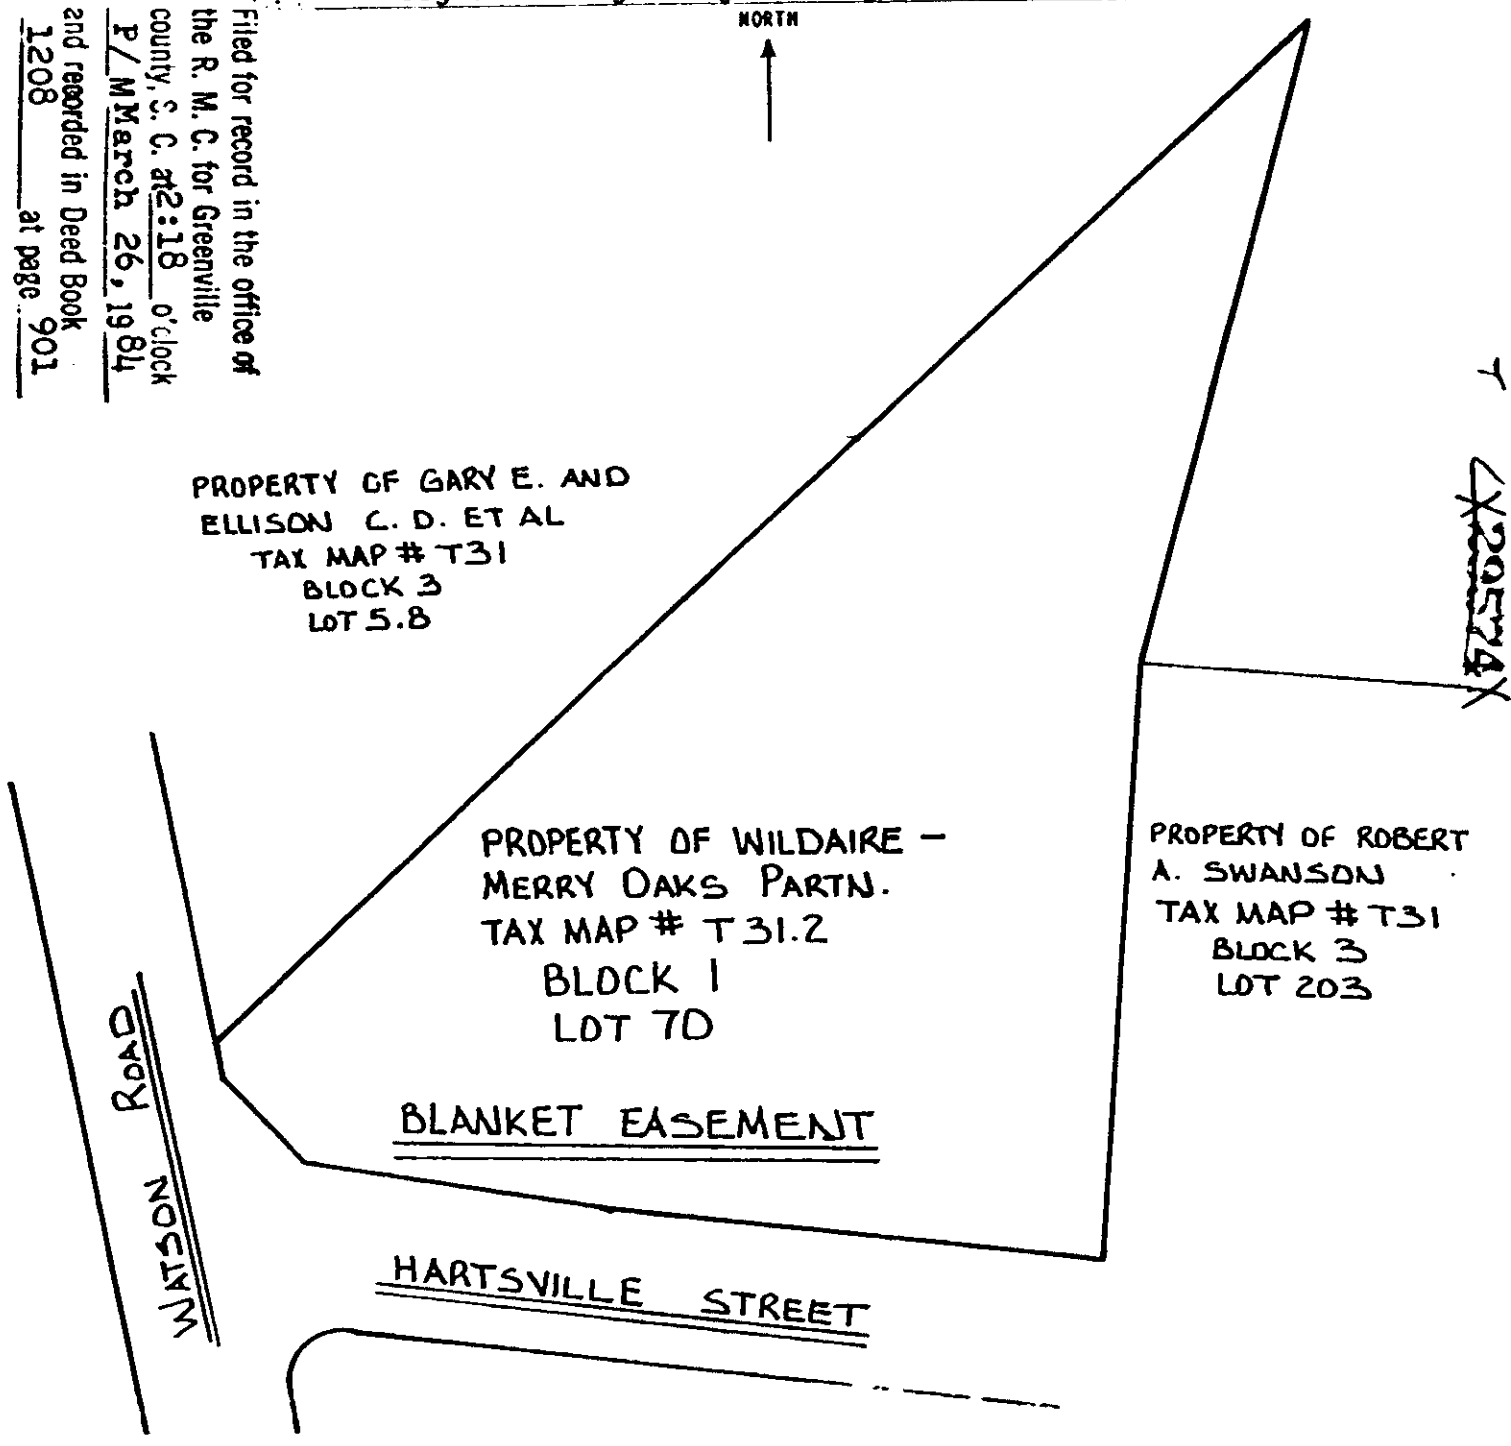 NORTH
Filed for record in the office of
the R. M. C. for Greenville
county, S. C. at 2:18 o'clock
P/M March 26, 1984
and recorded in Deed Book
1208 at page 901
PROPERTY OF GARY E. AND
ELLISON C. D. ET AL
TAX MAP # T31
BLOCK 3
LOT 5.8
29574
PROPERTY OF WILDAIRE -
MERRY OAKS PARTN.
TAX MAP # T31.2
BLOCK 1
LOT 70
PROPERTY OF ROBERT
A. SWANSON
TAX MAP # T31
BLOCK 3
LOT 203
BLANKET EASEMENT
WATSON ROAD
HARTSVILLE STREET